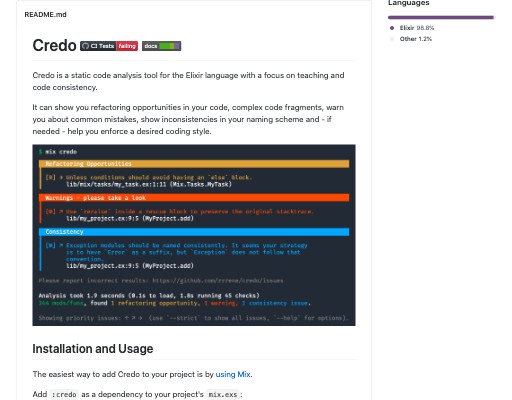 README.md
Languages
Elixir 98.8%
Other 1.2%
Credo
CI Tests failing
docs
Credo is a static code analysis tool for the Elixir language with a focus on teaching and
code consistency.
It can show you refactoring opportunities in your code, complex code fragments, warn
you about common mistakes, show inconsistencies in your naming scheme and - if
needed - help you enforce a desired coding style.
$ mix credo
Refactoring Opportunities
[R] ↗ Unless conditions should avoid having an `else` block.
lib/mix/tasks/my_task.ex:1:11 (Mix.Tasks.MyTask)
Warnings - please take a look
[W] ↗ Use `reraise` inside a rescue block to preserve the original stacktrace.
lib/my_project.ex:9:5 (MyProject.add)
Consistency
[W] ↗ Exception modules should be named consistently. It seems your strategy
is to have `Error` as a suffix, but `Exception` does not follow that
convention.
lib/my_project.ex:9:5 (MyProject.add)
Please report incorrect results: https://github.com/rrrene/credo/issues
Analysis took 1.9 seconds (0.1s to load, 1.8s running 45 checks)
mods/funs, found 1 refactoring opportunity, 1 warning, 1 consistency issue.
Showing priority issues: ↑ ↗ → (use `--strict` to show all issues, `--help` for options).
Installation and Usage
The easiest way to add Credo to your project is by using Mix.
Add :credo as a dependency to your project's mix.exs :